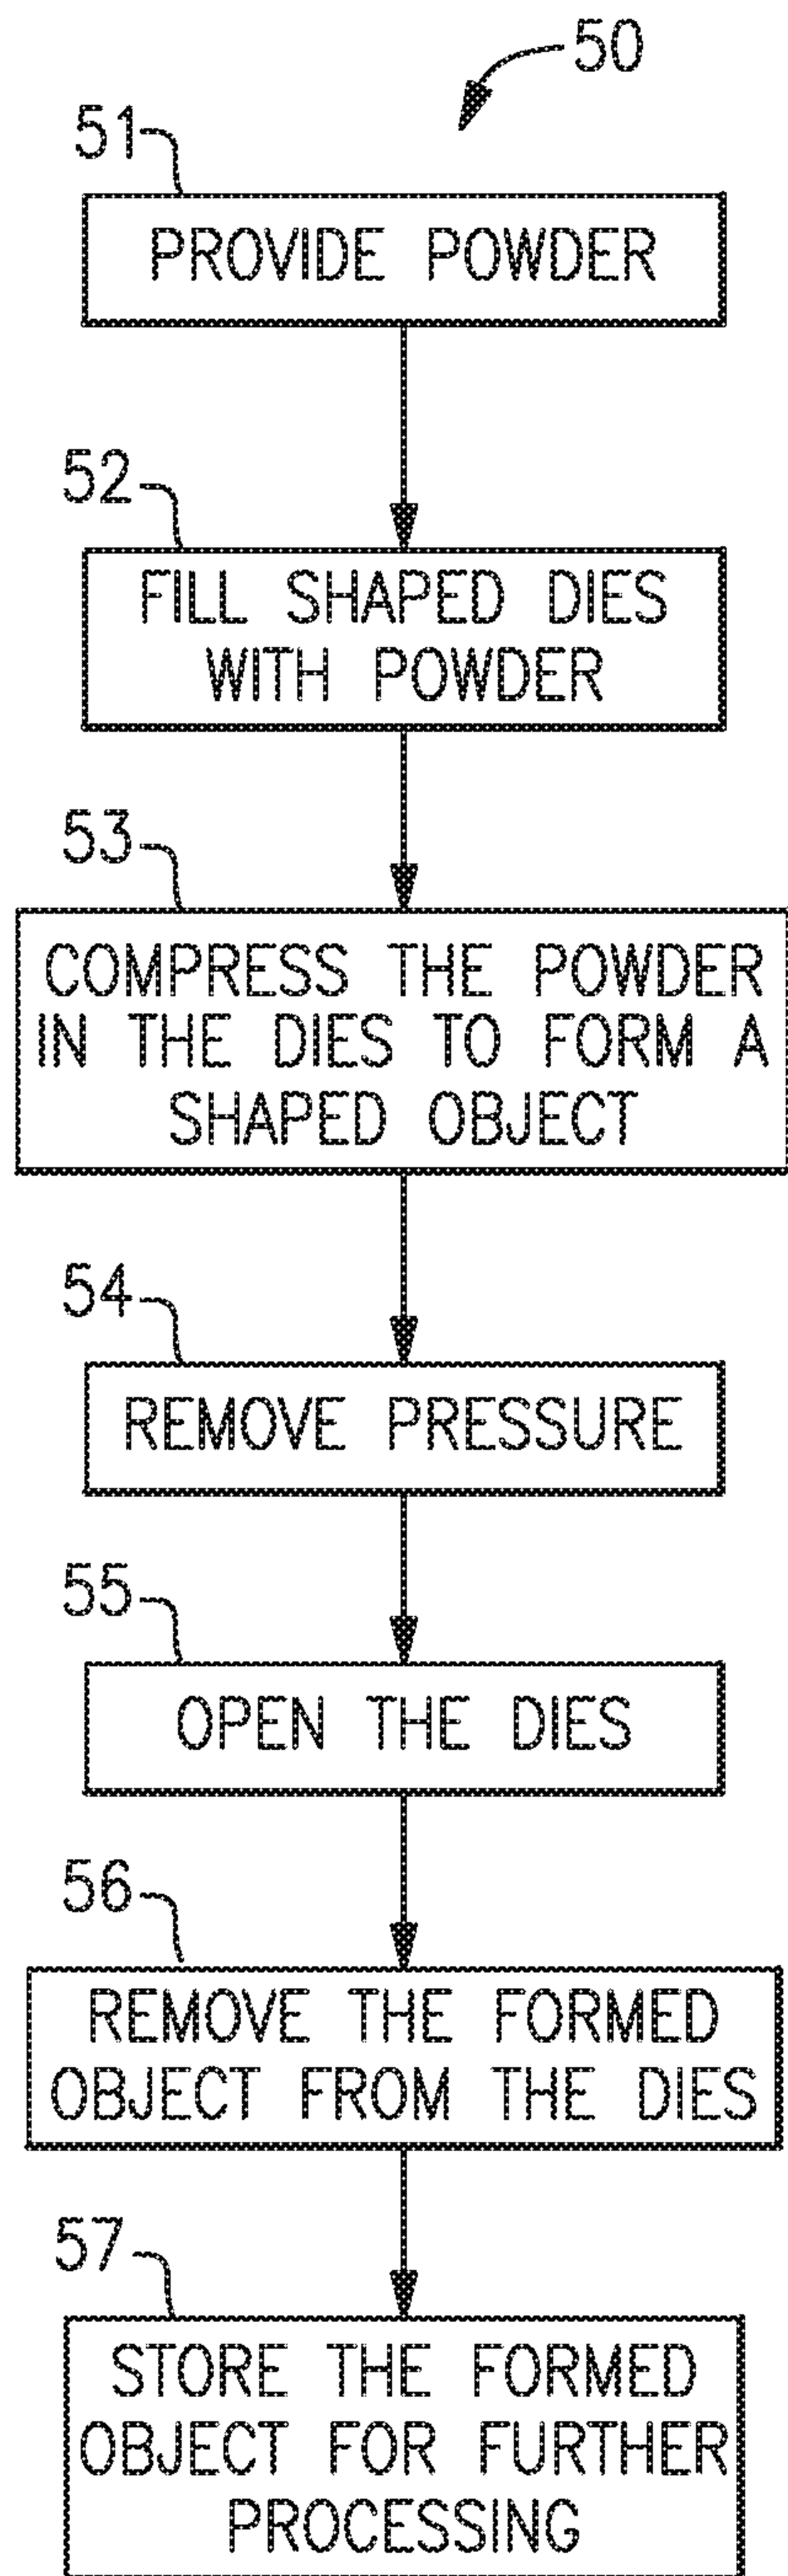 50
51
PROVIDE POWDER
52
FILL SHAPED DIES
WITH POWDER
53
COMPRESS THE POWDER
IN THE DIES TO FORM A
SHAPED OBJECT
54
REMOVE PRESSURE
55
OPEN THE DIES
56
REMOVE THE FORMED
OBJECT FROM THE DIES
57
STORE THE FORMED
OBJECT FOR FURTHER
PROCESSING